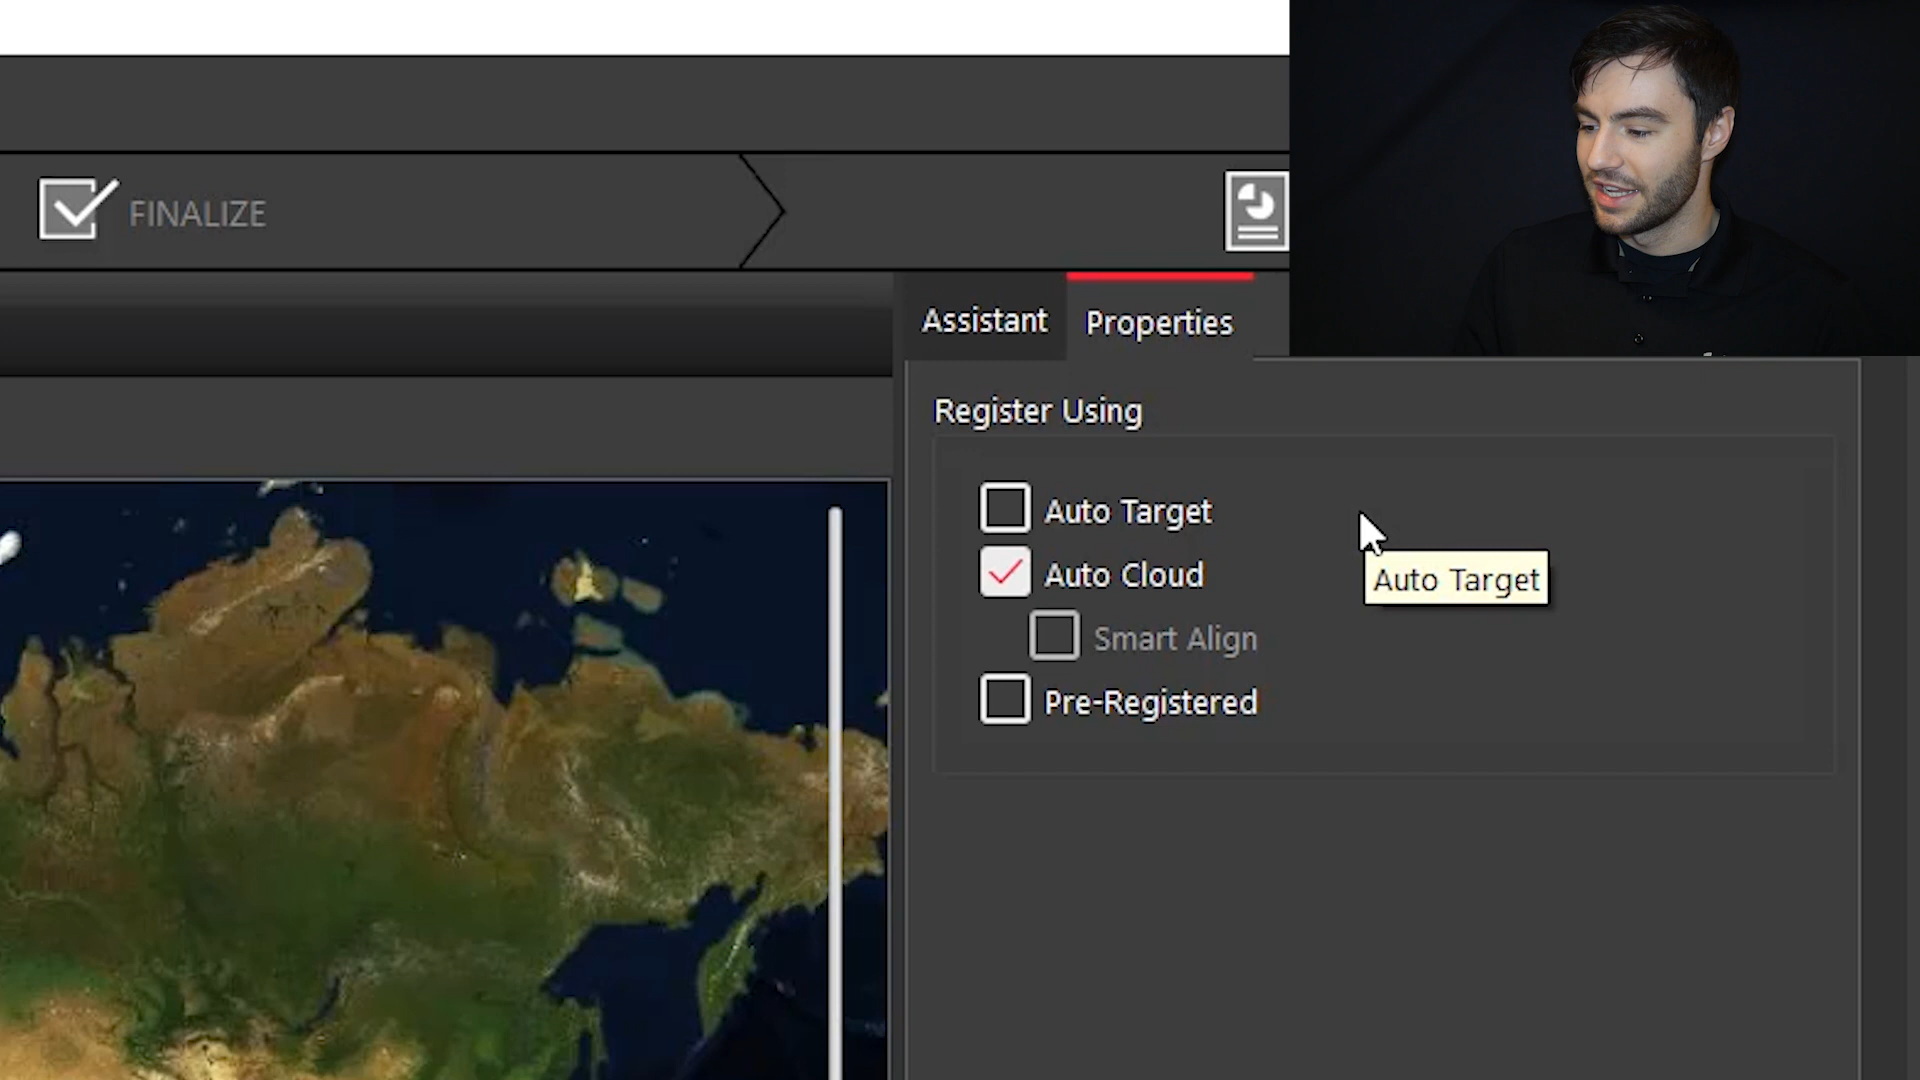 FINALIZE
Assistant
Properties
Register Using
Auto Target
Auto Cloud
Auto Target
Smart Align
Pre-Registered